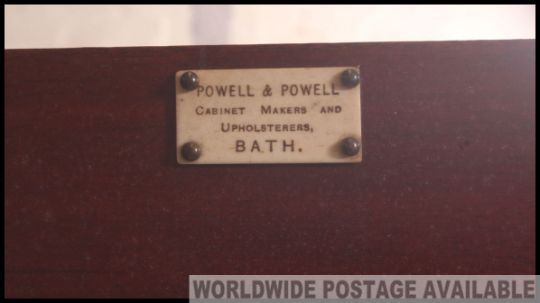 POWELL & POWELL
CABINET MAKERS AND
UPHOLSTERERS,
BATH.
WORLDWIDE POSTAGE AVAILABLE